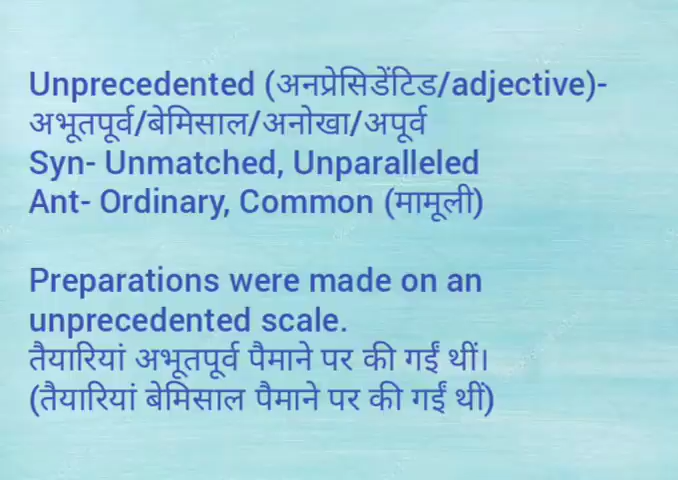 Unprecedented (अनप्रेसिडेंटिड/adjective)-
अभूतपूर्व/बेमिसाल/अनोखा/अपूर्व
Syn- Unmatched, Unparalleled
Ant- Ordinary, Common (मामूली)
Preparations were made on an
unprecedented scale.
तैयारियां अभूतपूर्व पैमाने पर की गईं थीं।
(तैयारियां बेमिसाल पैमाने पर की गईं थीं)